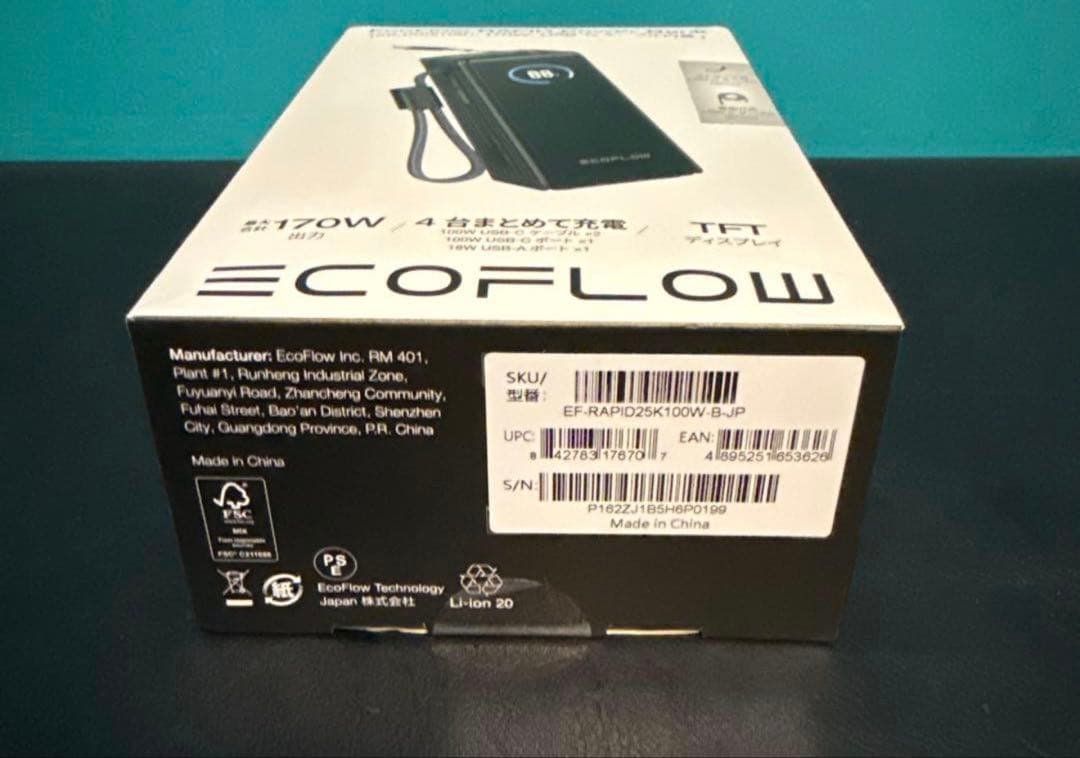 88
ECOFLOW
最大合計 170W 出力 / 4 台まとめて充電 / TFT ディスプレイ
100W USB-C ケーブル ×2
100W USB-C ポート ×1
18W USB-A ポート ×1
ECOFLOW
Manufacturer: EcoFlow Inc. RM 401,
Plant #1, Runheng Industrial Zone,
Fuyuanyi Road, Zhancheng Community,
Fuhai Street, Bao'an District, Shenzhen
City, Guangdong Province, P.R. China
Made in China
FSC
MIX
FSC® C211688
PSE
EcoFlow Technology
Japan 株式会社
紙
Li-ion 20
SKU/
型番:
EF-RAPID25K100W-B-JP
UPC: 8 42783 17670 7
EAN: 4 895251 653626
S/N:
P162ZJ1B5H6P0199
Made in China